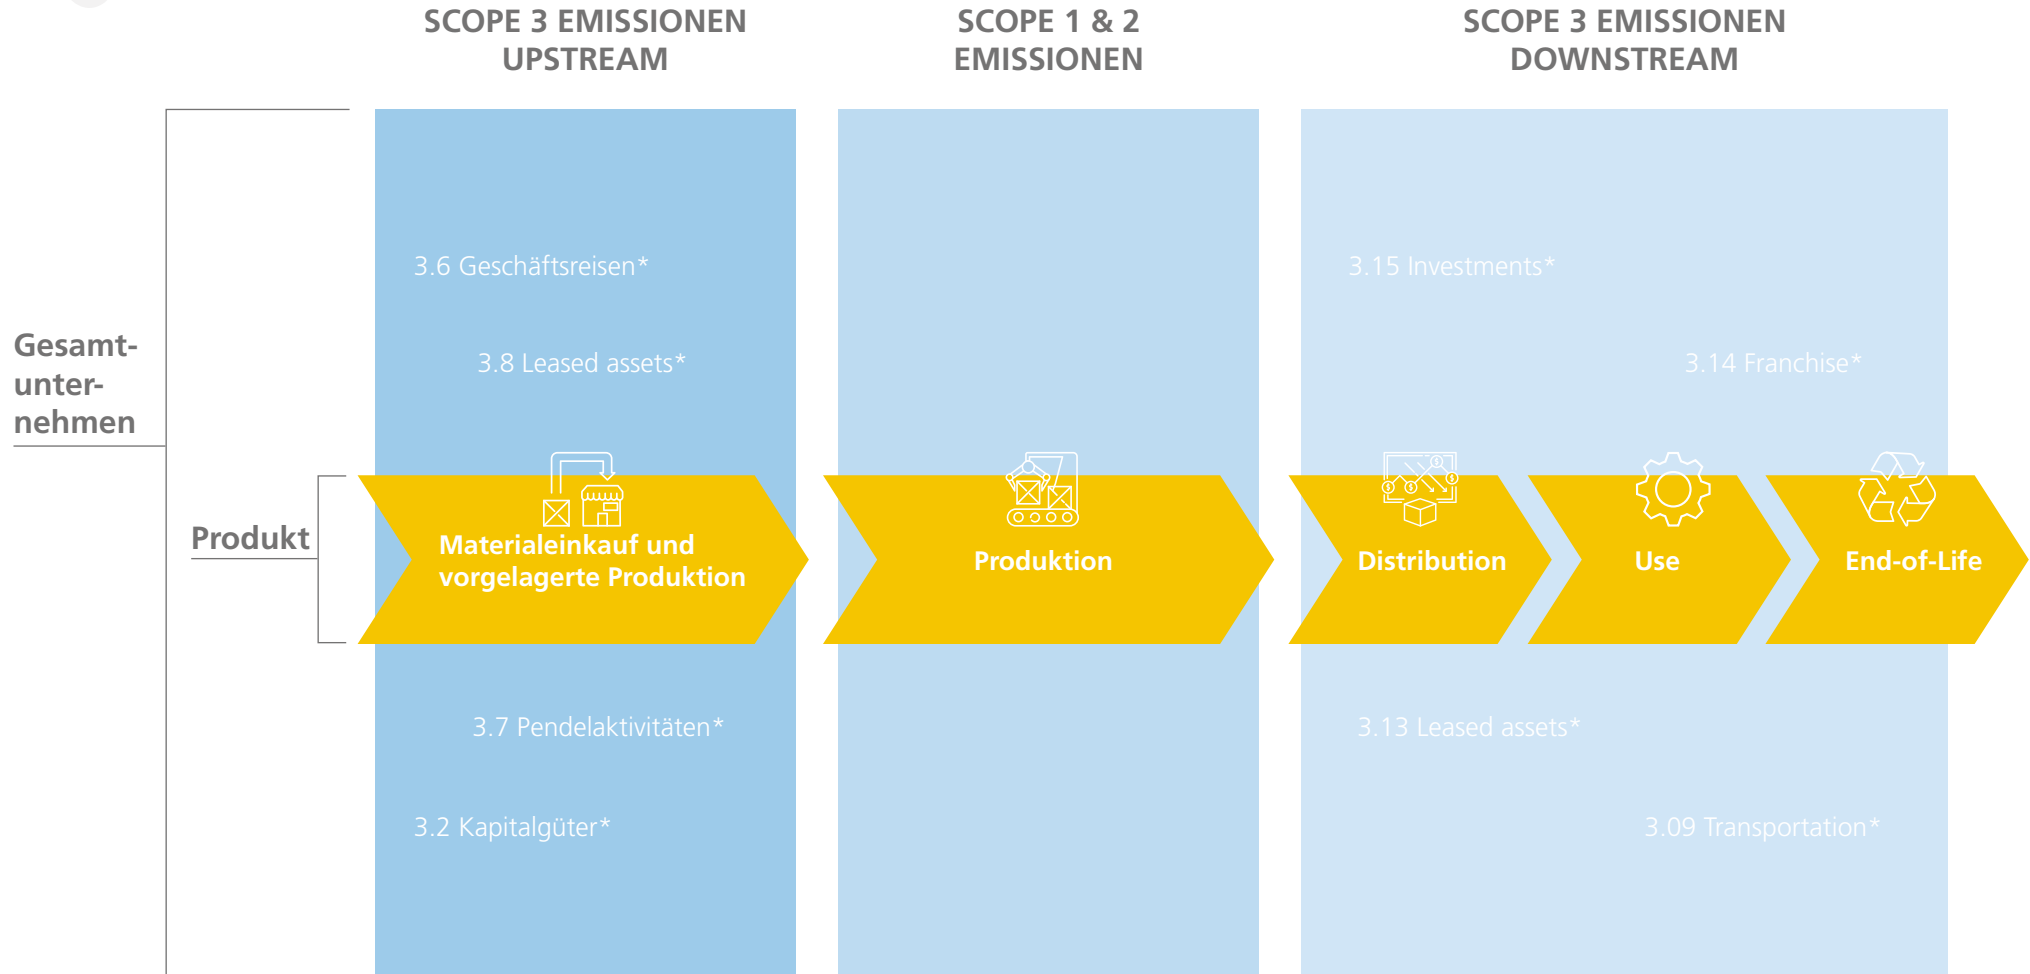 SCOPE 3 EMISSIONEN
UPSTREAM
SCOPE 1 & 2
EMISSIONEN
SCOPE 3 EMISSIONEN
DOWNSTREAM
3.6 Geschäftsreisen*
3.15 Investments*
Gesamt-
unter-
nehmen
3.8 Leased assets*
3.14 Franchise*
Produkt
Materialeinkauf und
vorgelagerte Produktion
Produktion
Distribution
Use
End-of-Life
3.7 Pendelaktivitäten*
3.13 Leased assets*
3.2 Kapitalgüter*
3.09 Transportation*